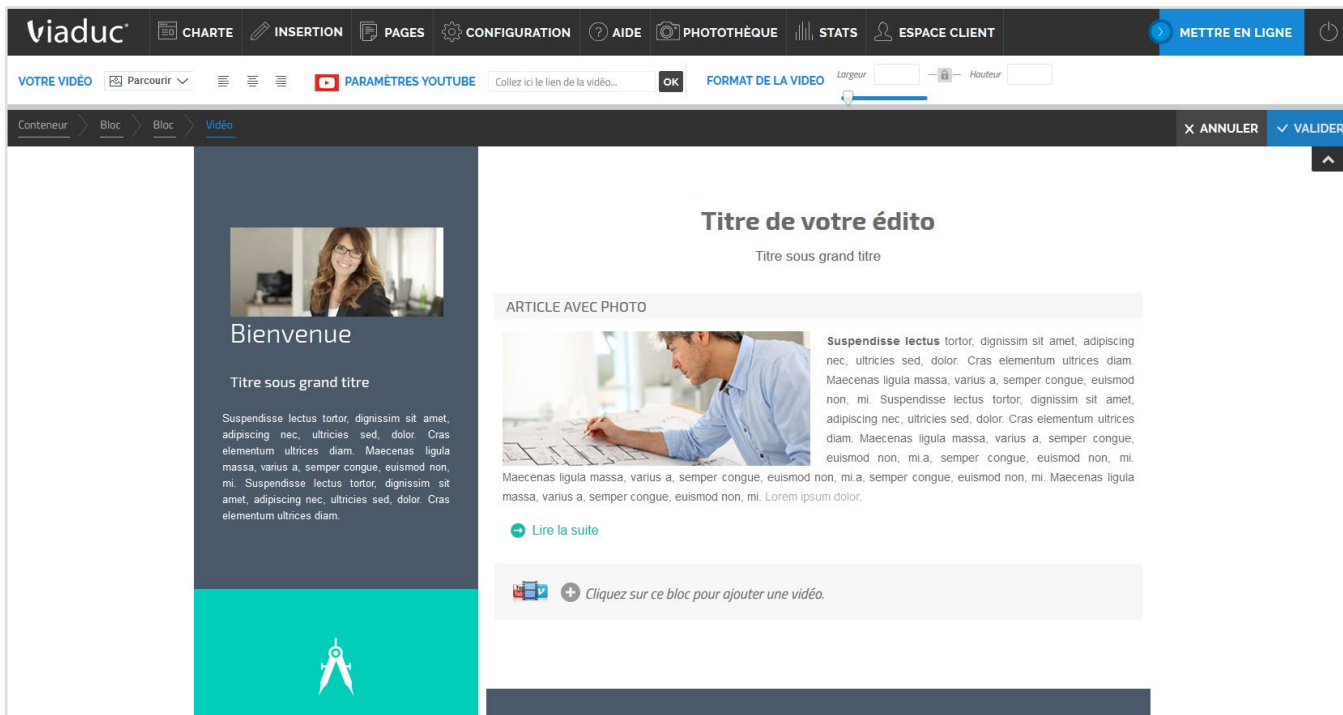 Viaduc
CHARTE
INSERTION
PAGES
CONFIGURATION
AIDE
PHOTOTHÈQUE
STATS
ESPACE CLIENT
METTRE EN LIGNE
VOTRE VIDÉO
Parcourir
PARAMÈTRES YOUTUBE
Collez ici le lien de la vidéo...
OK
FORMAT DE LA VIDEO
Largeur
Hauteur
Conteneur
Bloc
Bloc
Vidéo
ANNULER
VALIDER
Bienvenue
Titre sous grand titre
Suspendisse lectus tortor, dignissim sit amet,
adipiscing nec, ultricies sed, dolor. Cras
elementum ultrices diam. Maecenas ligula
massa, varius a, semper congue, euismod non,
mi. Suspendisse lectus tortor, dignissim sit
amet, adipiscing nec, ultricies sed, dolor. Cras
elementum ultrices diam.
Titre de votre édito
Titre sous grand titre
ARTICLE AVEC PHOTO
Suspendisse lectus tortor, dignissim sit amet, adipiscing
nec, ultricies sed, dolor. Cras elementum ultrices diam.
Maecenas ligula massa, varius a, semper congue, euismod
non, mi. Suspendisse lectus tortor, dignissim sit amet,
adipiscing nec, ultricies sed, dolor. Cras elementum ultrices
diam. Maecenas ligula massa, varius a, semper congue,
euismod non, mi.a, semper congue, euismod non, mi.
Maecenas ligula massa, varius a, semper congue, euismod non, mi.a, semper congue, euismod non, mi. Maecenas ligula
massa, varius a, semper congue, euismod non, mi. Lorem ipsum dolor.
Lire la suite
Cliquez sur ce bloc pour ajouter une vidéo.